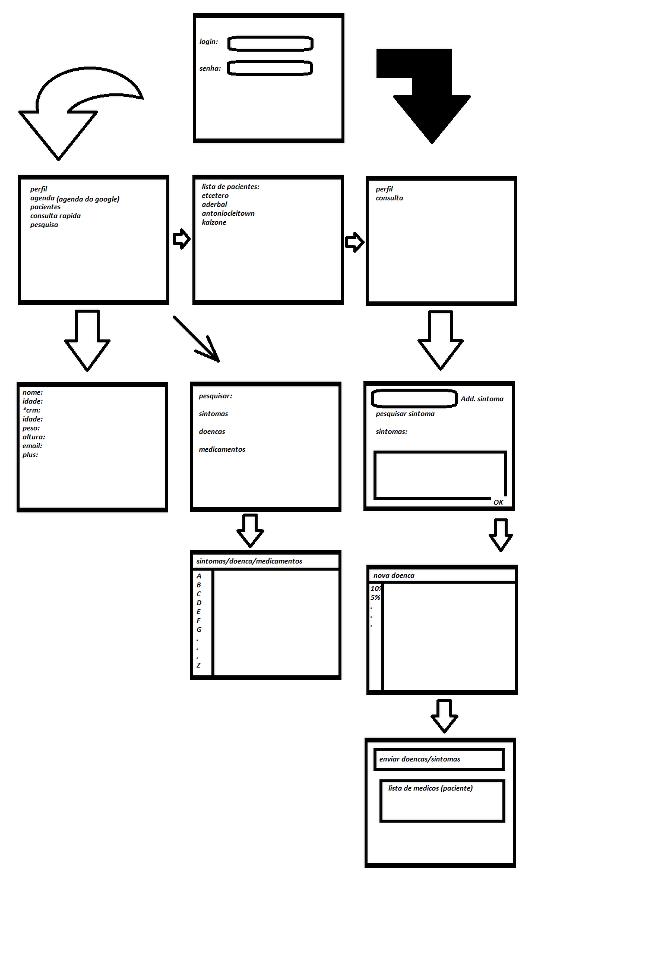 login:
senha:
perfil
agenda (agenda do google)
pacientes
consulta rapida
pesquisa
lista de pacientes:
etcetero
aderbal
antoniocleitown
kaizone
perfil
consulta
nome:
idade:
*crm:
idade:
peso:
altura:
email:
plus:
pesquisar:
sintomas
doencas
medicamentos
Add. sintoma
pesquisar sintoma
sintomas:
OK
sintomas/doenca/medicamentos
A
B
C
D
E
F
G
.
.
.
Z
nova doenca
10%
5%
.
.
.
enviar doencas/sintomas
lista de medicos (paciente)